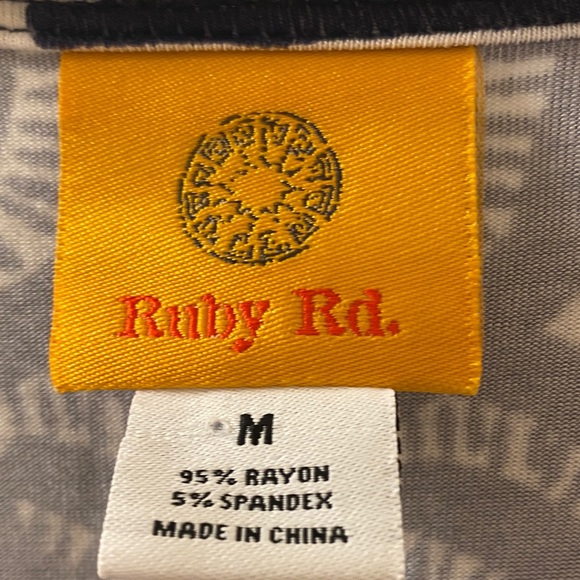 Ruby Rd.
M
95% RAYON
5% SPANDEX
MADE IN CHINA